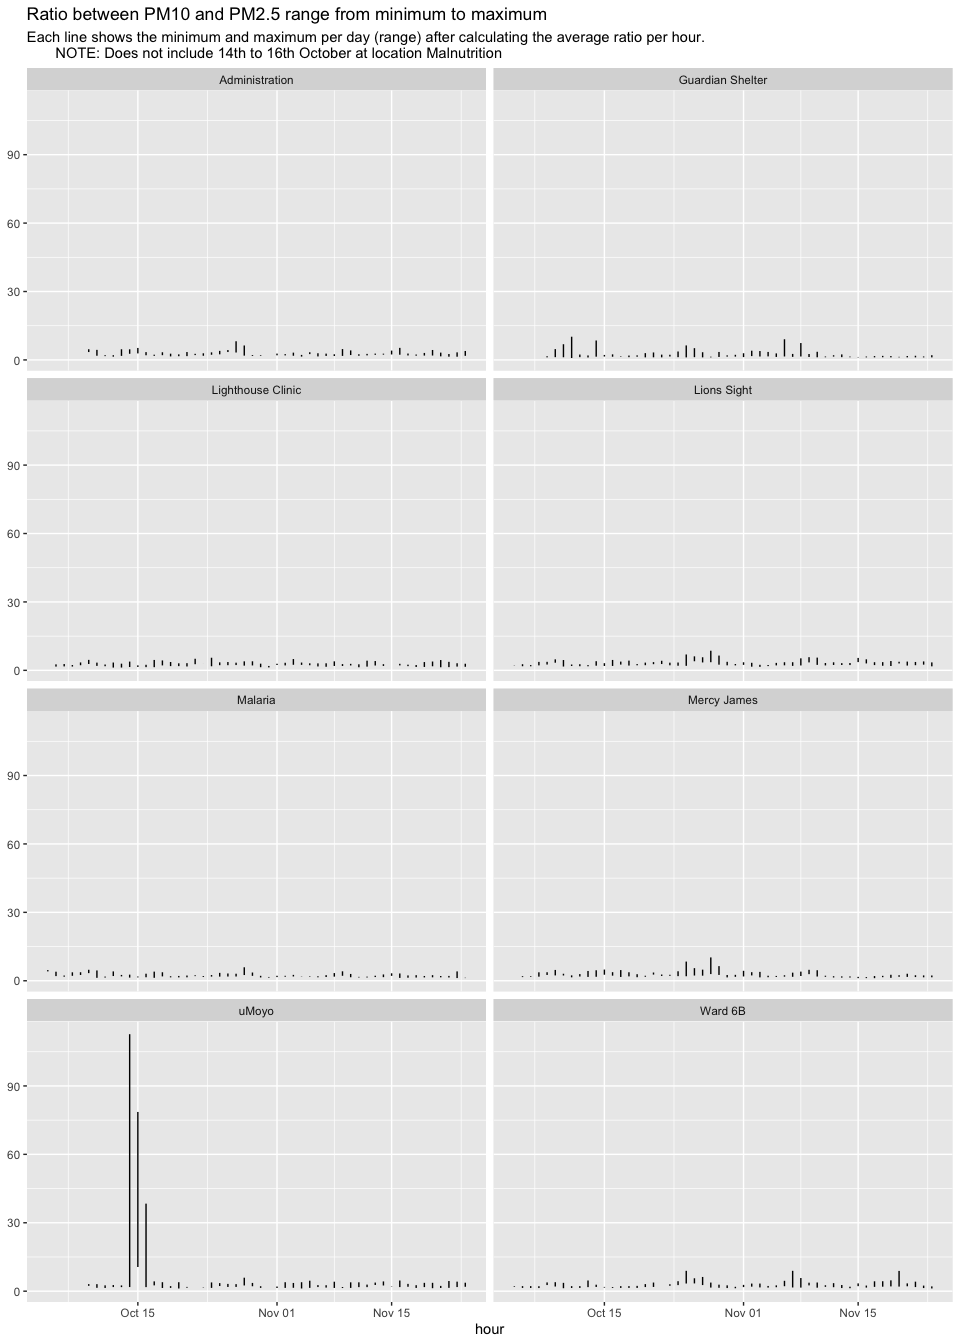 Ratio between PM10 and PM2.5 range from minimum to maximum
Each line shows the minimum and maximum per day (range) after calculating the average ratio per hour.
NOTE: Does not include 14th to 16th October at location Malnutrition
Administration
Guardian Shelter
90
60
30
0
Lighthouse Clinic
Lions Sight
90
60
30
0
Malaria
Mercy James
90
60
30
0
uMoyo
Ward 6B
90
60
30
0
Oct 15
Nov 01
Nov 15
Oct 15
Nov 01
Nov 15
hour